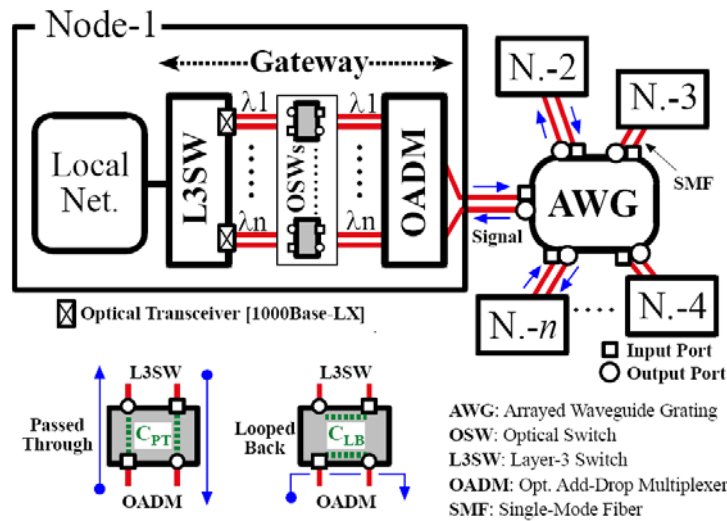 Node-1
Gateway
Local Net.
L3SW
λ1
λn
OSWs
λ1
λn
OADM
Signal
AWG
N.-2
N.-3
SMF
N.-4
N.-n
Input Port
Output Port
Optical Transceiver [1000Base-LX]
L3SW
Passed Through
CPT
OADM
L3SW
Looped Back
CLB
OADM
AWG: Arrayed Waveguide Grating
OSW: Optical Switch
L3SW: Layer-3 Switch
OADM: Opt. Add-Drop Multiplexer
SMF: Single-Mode Fiber